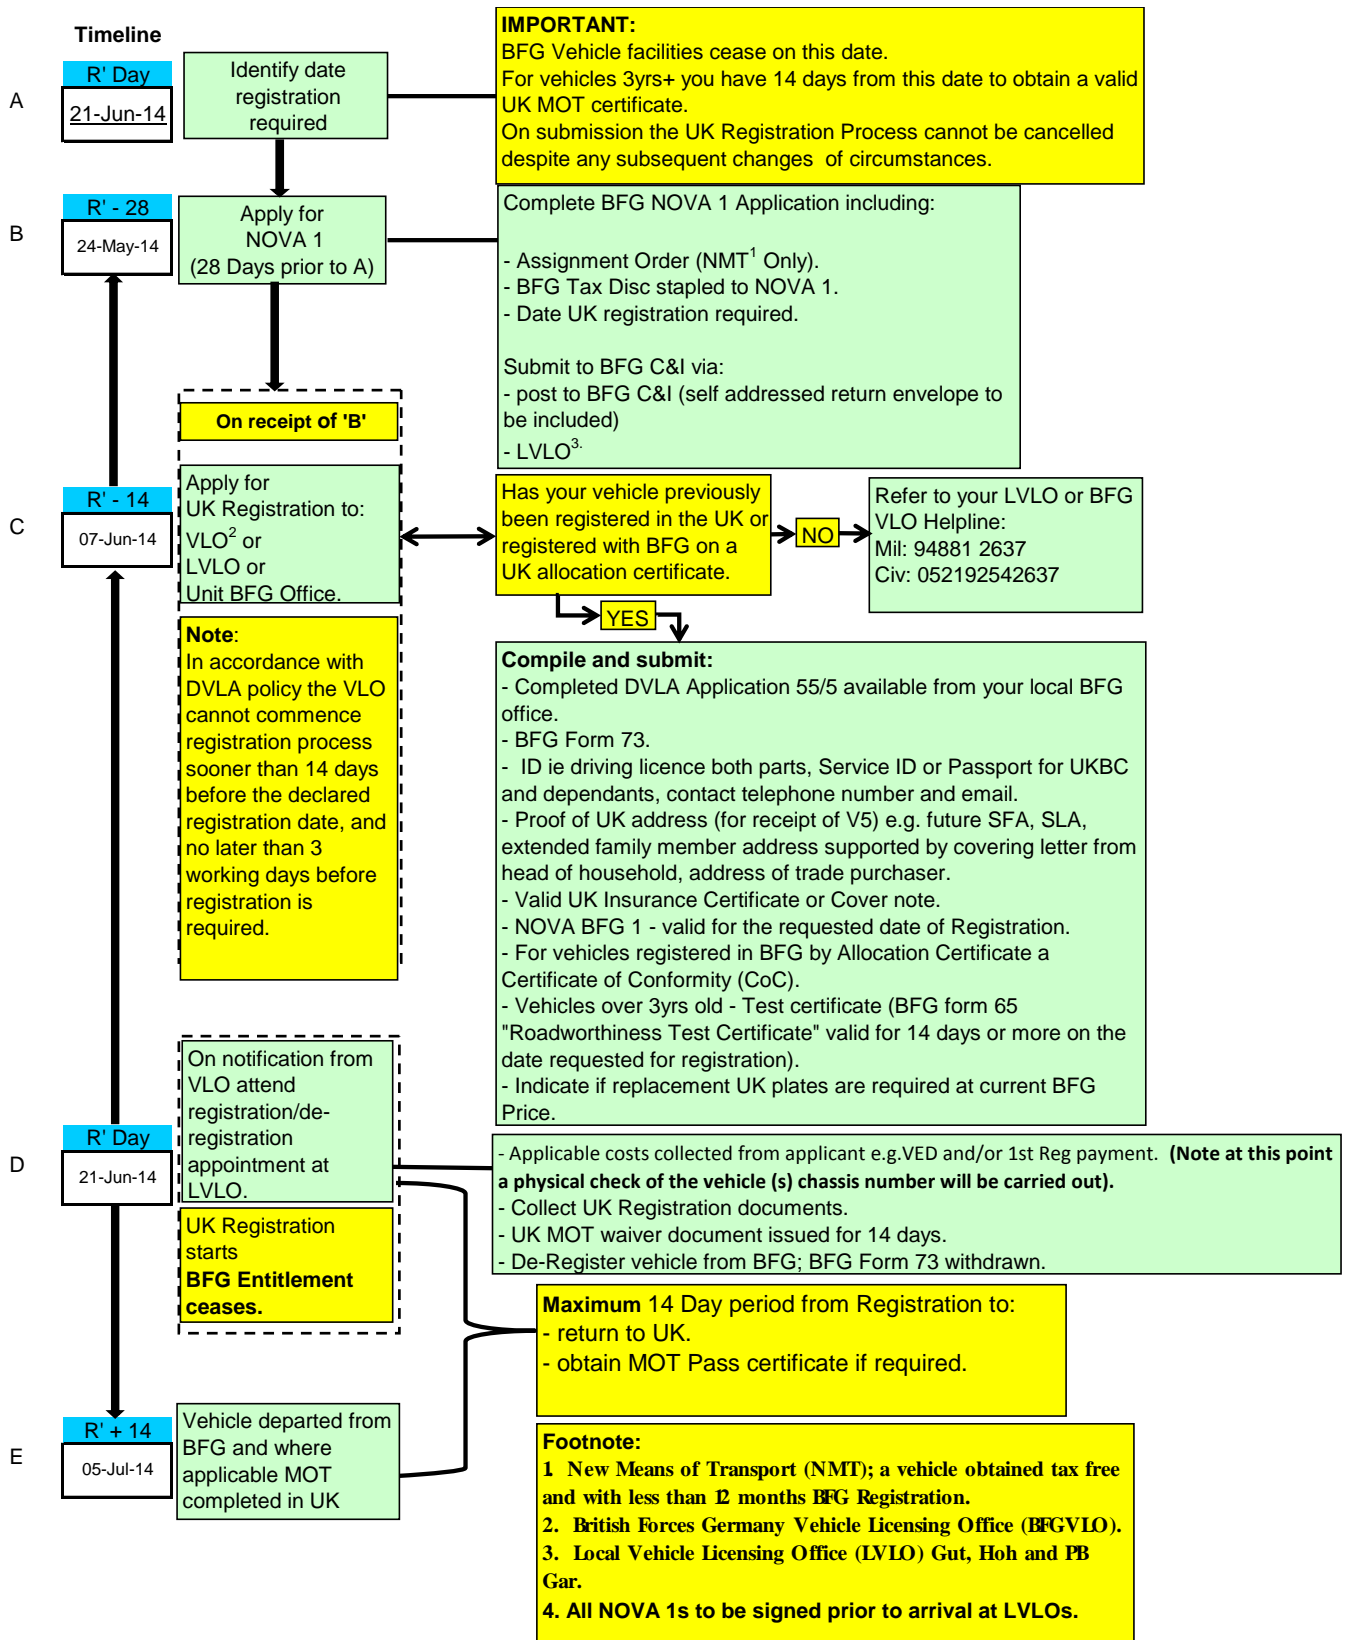 Timeline
A
R' Day
21-Jun-14
Identify date
registration
required
IMPORTANT:
BFG Vehicle facilities cease on this date.
For vehicles 3yrs+ you have 14 days from this date to obtain a valid
UK MOT certificate.
On submission the UK Registration Process cannot be cancelled
despite any subsequent changes of circumstances.
B
R' - 28
24-May-14
Apply for
NOVA 1
(28 Days prior to A)
Complete BFG NOVA 1 Application including:
- Assignment Order (NMT1 Only).
- BFG Tax Disc stapled to NOVA 1.
- Date UK registration required.
Submit to BFG C&I via:
- post to BFG C&I (self addressed return envelope to
be included)
- LVLO3.
On receipt of 'B'
C
R' - 14
07-Jun-14
Apply for
UK Registration to:
VLO2 or
LVLO or
Unit BFG Office.
Has your vehicle previously
been registered in the UK or
registered with BFG on a
UK allocation certificate.
NO
Refer to your LVLO or BFG
VLO Helpline:
Mil: 94881 2637
Civ: 052192542637
YES
Note:
In accordance with
DVLA policy the VLO
cannot commence
registration process
sooner than 14 days
before the declared
registration date, and
no later than 3
working days before
registration is
required.
Compile and submit:
- Completed DVLA Application 55/5 available from your local BFG
office.
- BFG Form 73.
- ID ie driving licence both parts, Service ID or Passport for UKBC
and dependants, contact telephone number and email.
- Proof of UK address (for receipt of V5) e.g. future SFA, SLA,
extended family member address supported by covering letter from
head of household, address of trade purchaser.
- Valid UK Insurance Certificate or Cover note.
- NOVA BFG 1 - valid for the requested date of Registration.
- For vehicles registered in BFG by Allocation Certificate a
Certificate of Conformity (CoC).
- Vehicles over 3yrs old - Test certificate (BFG form 65
"Roadworthiness Test Certificate" valid for 14 days or more on the
date requested for registration).
- Indicate if replacement UK plates are required at current BFG
Price.
D
R' Day
21-Jun-14
On notification from
VLO attend
registration/de-
registration
appointment at
LVLO.
UK Registration
starts
BFG Entitlement
ceases.
- Applicable costs collected from applicant e.g.VED and/or 1st Reg payment. (Note at this point
a physical check of the vehicle (s) chassis number will be carried out).
- Collect UK Registration documents.
- UK MOT waiver document issued for 14 days.
- De-Register vehicle from BFG; BFG Form 73 withdrawn.
Maximum 14 Day period from Registration to:
- return to UK.
- obtain MOT Pass certificate if required.
E
R' + 14
05-Jul-14
Vehicle departed from
BFG and where
applicable MOT
completed in UK
Footnote:
1. New Means of Transport (NMT); a vehicle obtained tax free
and with less than 12 months BFG Registration.
2. British Forces Germany Vehicle Licensing Office (BFGVLO).
3. Local Vehicle Licensing Office (LVLO) Gut, Hoh and PB
Gar.
4. All NOVA 1s to be signed prior to arrival at LVLOs.